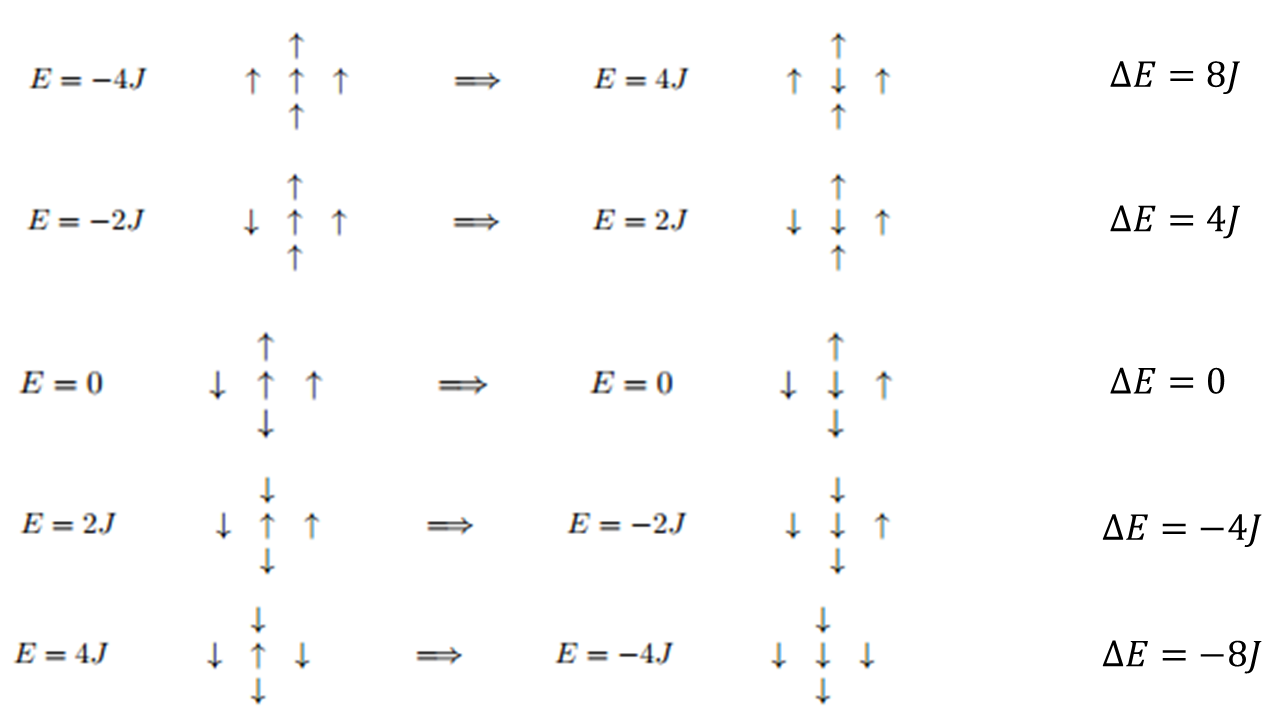 ↑
E = −4J ↑ ↑ ↑ ⟹ E = 4J ↑ ↓ ↑ ΔE = 8J
↑ ↑
↑ ↑
E = −2J ↓ ↑ ↑ ⟹ E = 2J ↓ ↓ ↑ ΔE = 4J
↑ ↑
↑ ↑
E = 0 ↓ ↑ ↑ ⟹ E = 0 ↓ ↓ ↑ ΔE = 0
↓ ↓
↓ ↓
E = 2J ↓ ↑ ↑ ⟹ E = −2J ↓ ↓ ↑ ΔE = −4J
↓ ↓
↓ ↓
E = 4J ↓ ↑ ↓ ⟹ E = −4J ↓ ↓ ↓ ΔE = −8J
↓ ↓